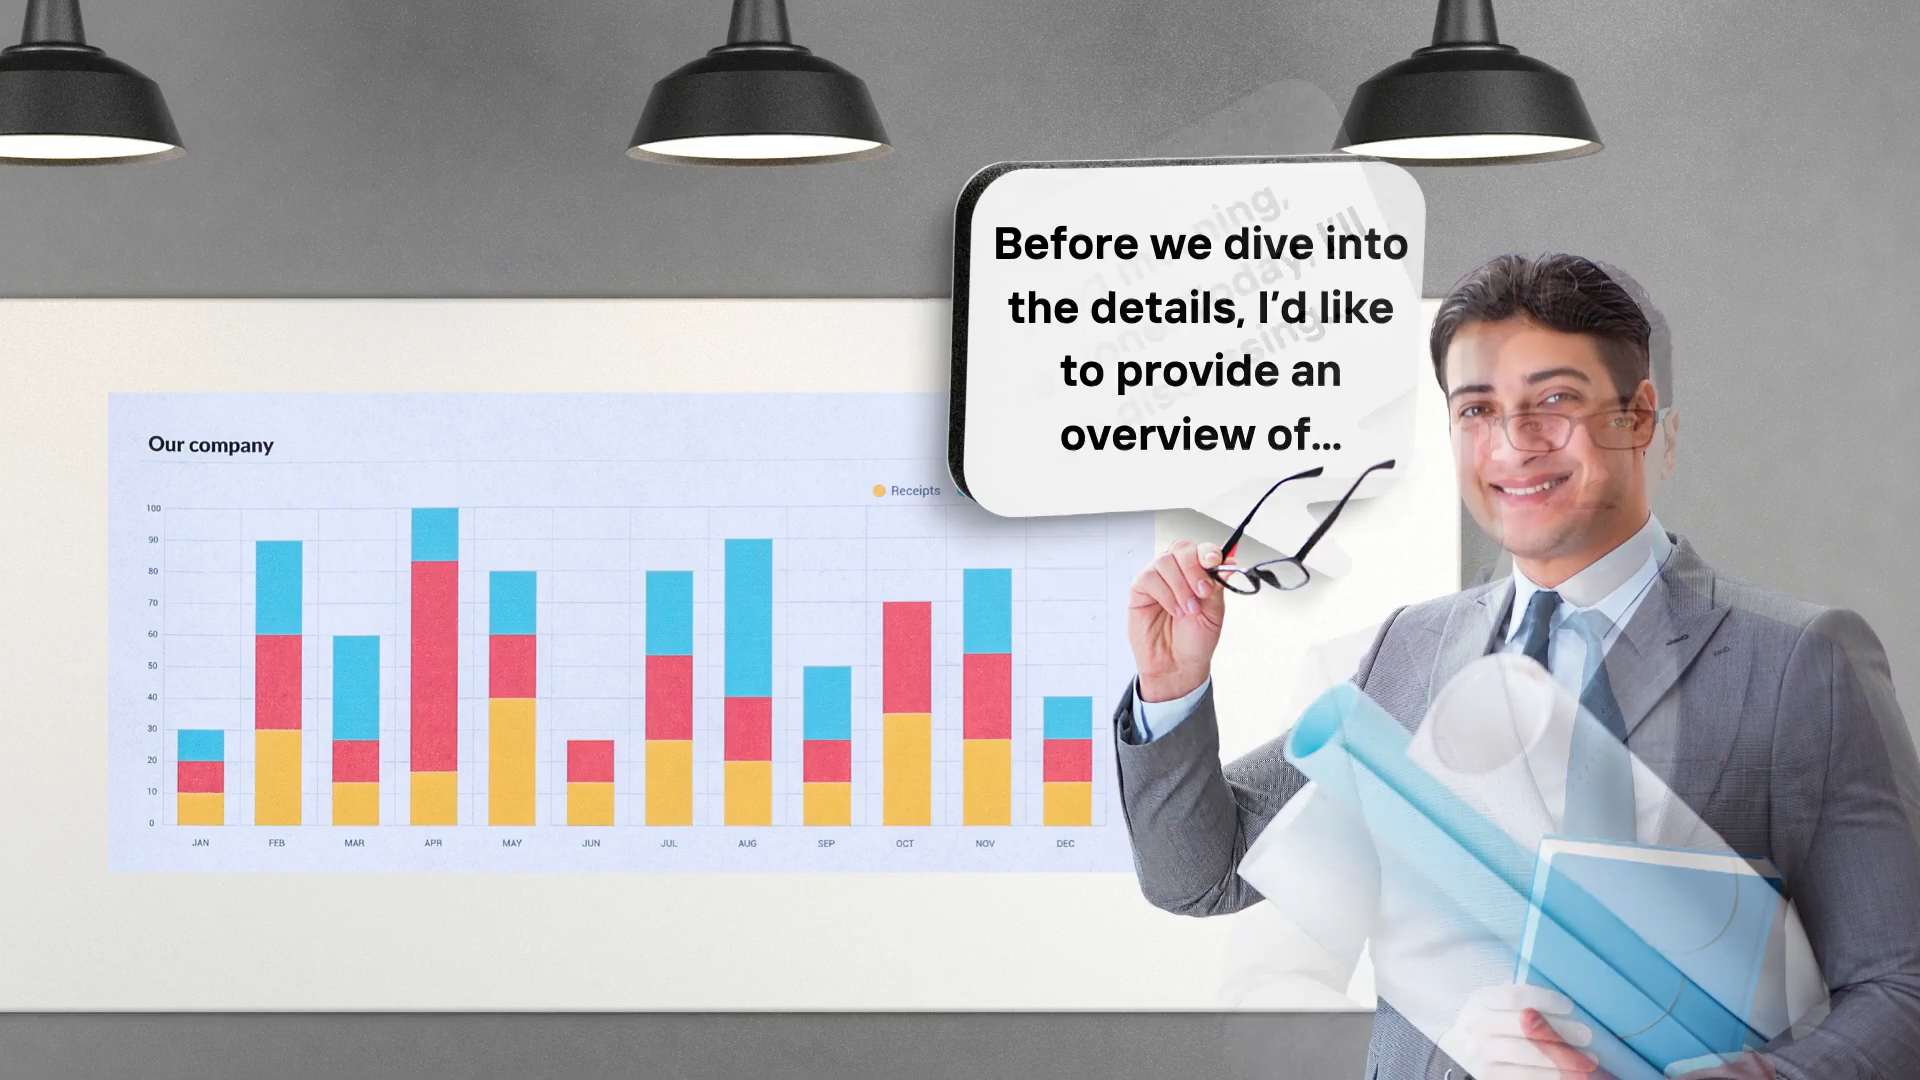 Before we dive into
the details, I’d like
to provide an
overview of...
Our company
Receipts
100
90
80
70
60
50
40
30
20
10
0
JAN FEB MAR APR MAY JUN JUL AUG SEP OCT NOV DEC